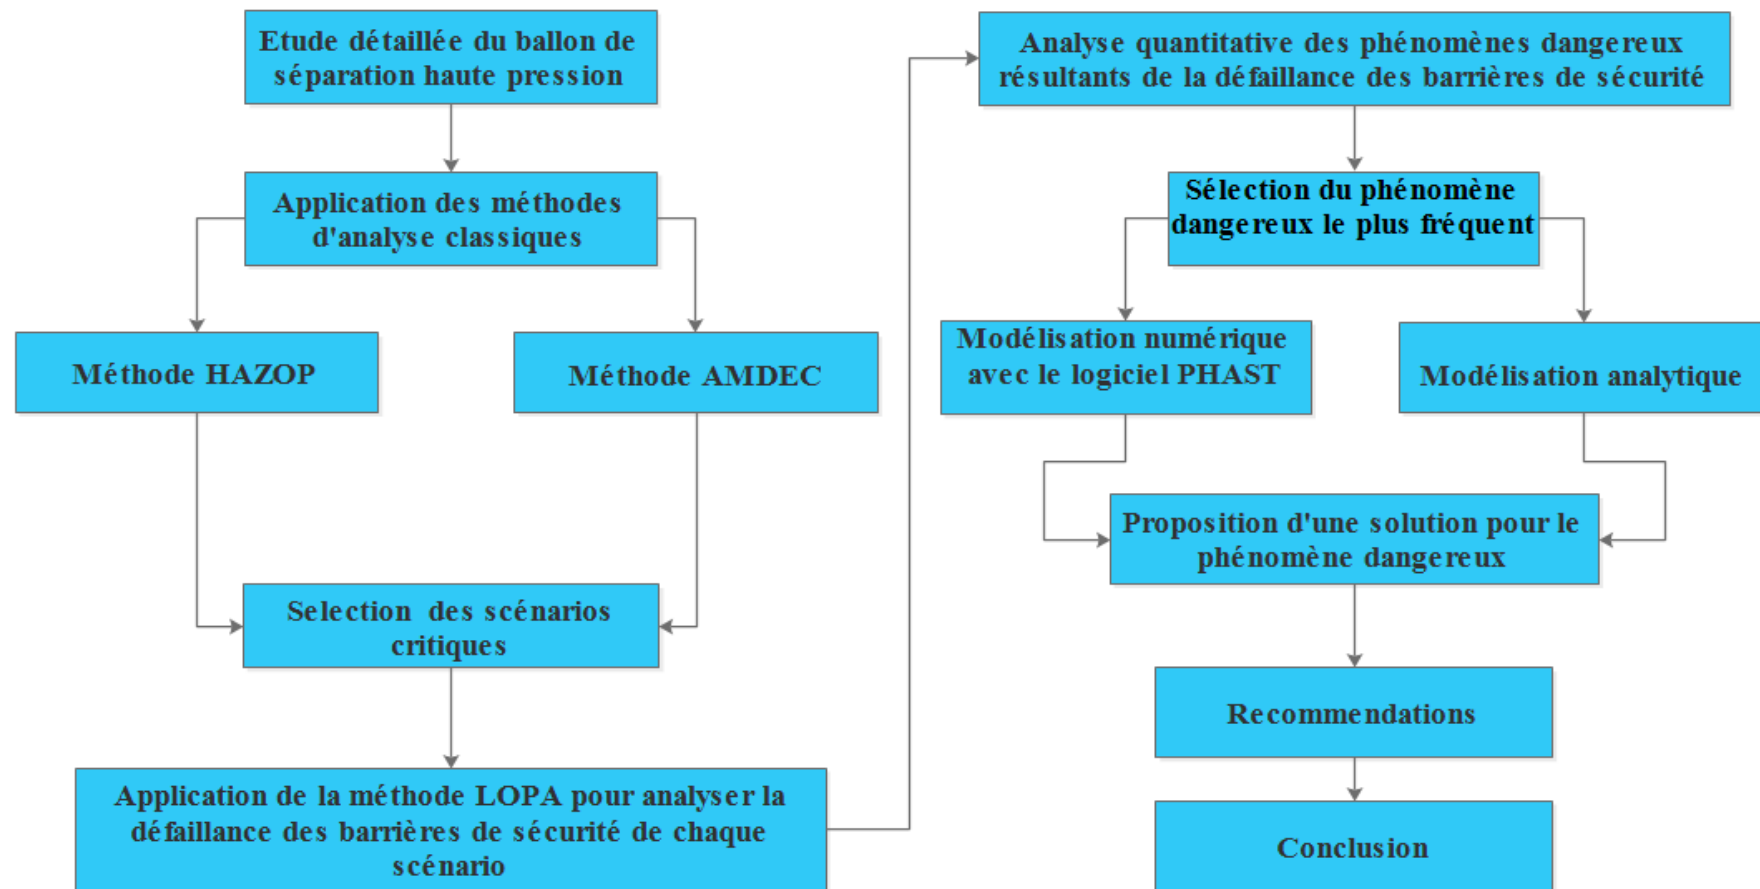 Etude détaillée du ballon de
séparation haute pression
Application des méthodes
d'analyse classiques
Méthode HAZOP
Méthode AMDEC
Selection des scénarios
critiques
Application de la méthode LOPA pour analyser la
défaillance des barrières de sécurité de chaque
scénario
Analyse quantitative des phénomènes dangereux
résultants de la défaillance des barrières de sécurité
Sélection du phénomène
dangereux le plus fréquent
Modélisation numérique
avec le logiciel PHAST
Modélisation analytique
Proposition d'une solution pour le
phénomène dangereux
Recommendations
Conclusion